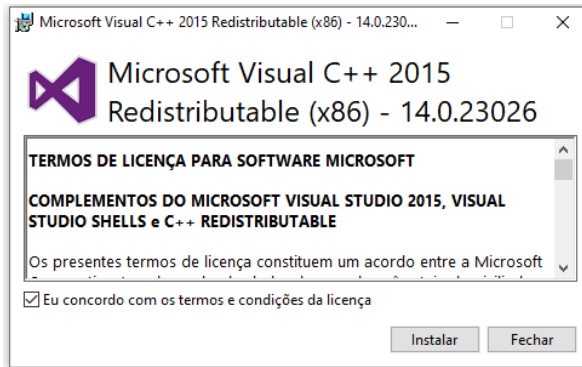 Microsoft Visual C++ 2015 Redistributable (x86) - 14.0.230...
Microsoft Visual C++ 2015
Redistributable (x86) - 14.0.23026
TERMOS DE LICENÇA PARA SOFTWARE MICROSOFT
COMPLEMENTOS DO MICROSOFT VISUAL STUDIO 2015, VISUAL
STUDIO SHELLS e C++ REDISTRIBUTABLE
Os presentes termos de licença constituem um acordo entre a Microsoft
Eu concordo com os termos e condições da licença
Instalar
Fechar